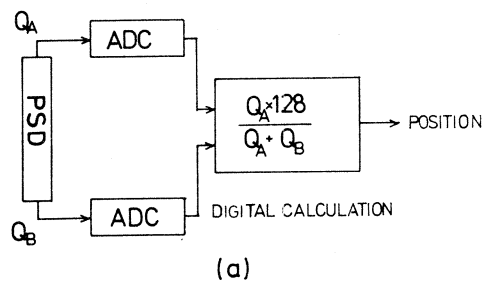 QA
ADC
PSD
QA×128
QA+ QB
POSITION
QB
ADC
DIGITAL CALCULATION
(a)